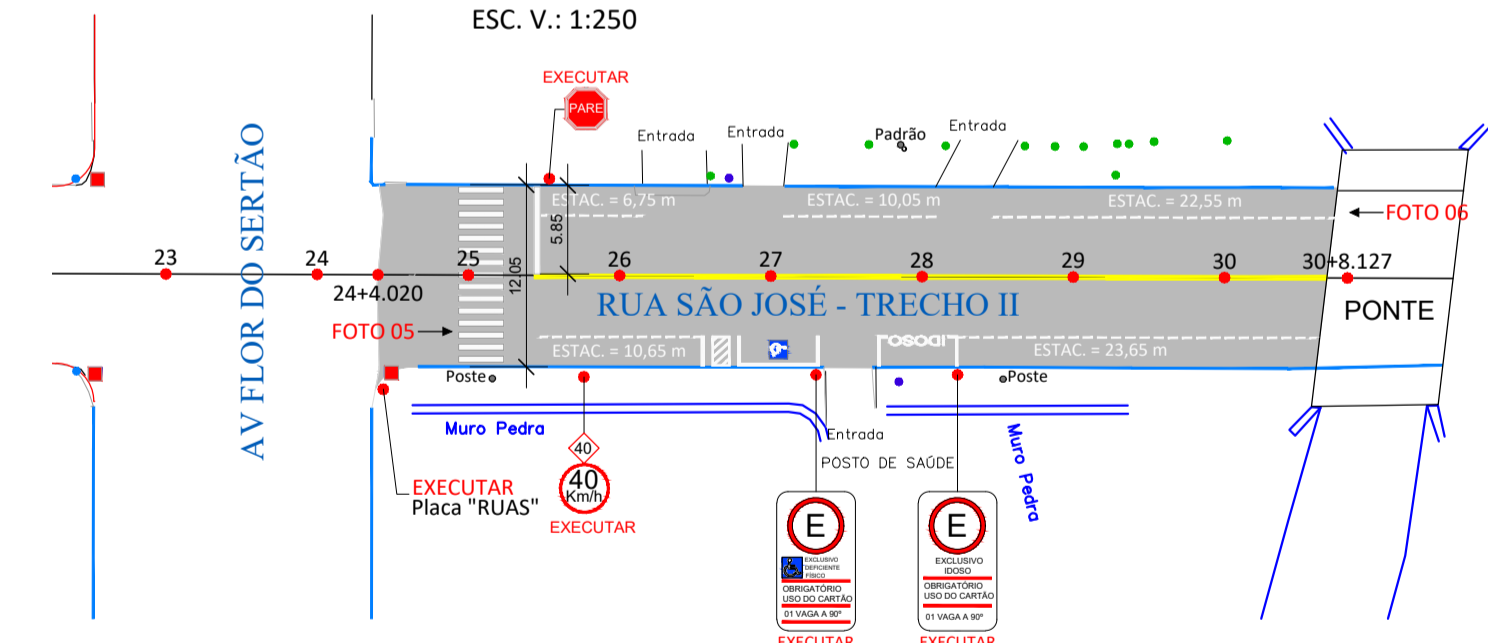 ESC. V.: 1:250
EXECUTAR
PARE
Entrada
Entrada
Padrão
Entrada
ESTAC. = 6,75 m
ESTAC. = 10,05 m
ESTAC. = 22,55 m
FOTO 06
5.85
12.05
23
24
24+4.020
25
26
27
28
29
30
30+8.127
AV FLOR DO SERTÃO
RUA SÃO JOSÉ - TRECHO II
PONTE
FOTO 05
ESTAC. = 10,65 m
IDOSO
ESTAC. = 23,65 m
Poste
Poste
Muro Pedra
Entrada
POSTO DE SAÚDE
Muro Pedra
EXECUTAR
Placa "RUAS"
40
40
Km/h
EXECUTAR
E
EXCLUSIVO
DEFICIENTE
FÍSICO
OBRIGATÓRIO
USO DO CARTÃO
01 VAGA A 90º
EXECUTAR
E
EXCLUSIVO
IDOSO
OBRIGATÓRIO
USO DO CARTÃO
01 VAGA A 90º
EXECUTAR